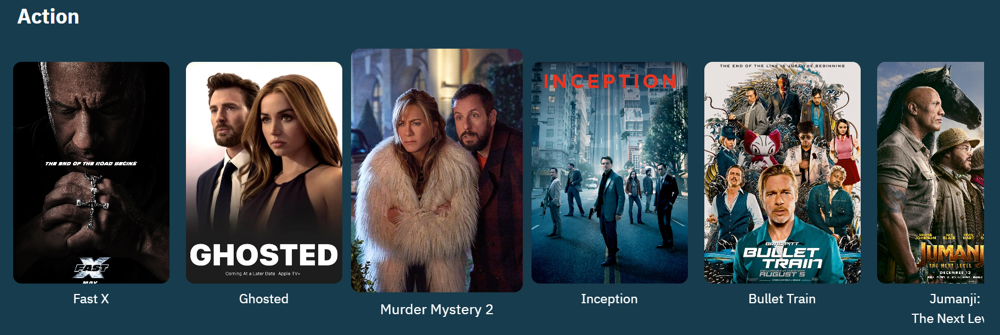 Action
THE END OF THE ROAD BEGINS
FAST X
MAY
Fast X
GHOSTED
Coming At a Later Date Apple TV+
Ghosted
Murder Mystery 2
INCEPTION
Inception
THE END OF THE LINE IS JUST THE BEGINNING
BRAD PITT
BULLET
TRAIN
EXCLUSIVELY IN THEATERS
AUGUST 5
Bullet Train
DWAYNE JOHNSON JACK BLACK KEVIN HART
JUMANJI
THE NEXT LEVEL
DECEMBER 13
Jumanji:
The Next Lev